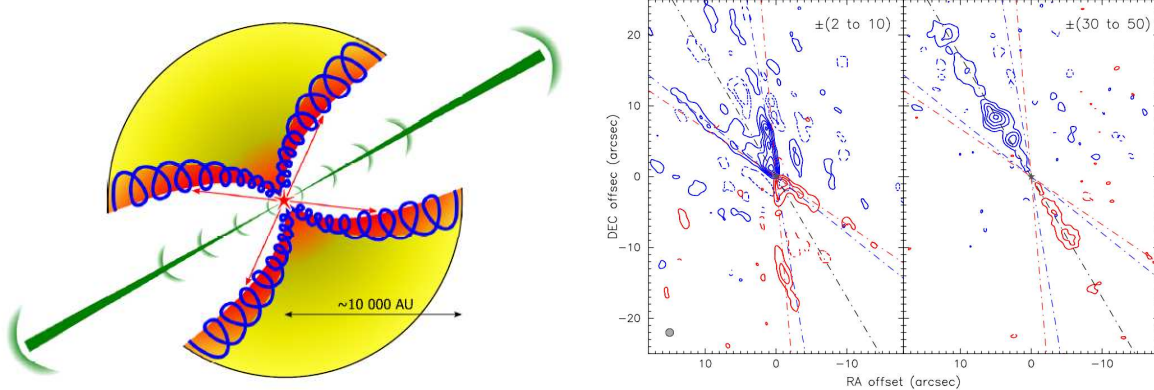 ~10 000 AU
±(2 to 10)
±(30 to 50)
DEC offset (arcsec)
20
10
0
-10
-20
10 0 -10 10 0 -10
RA offset (arcsec)